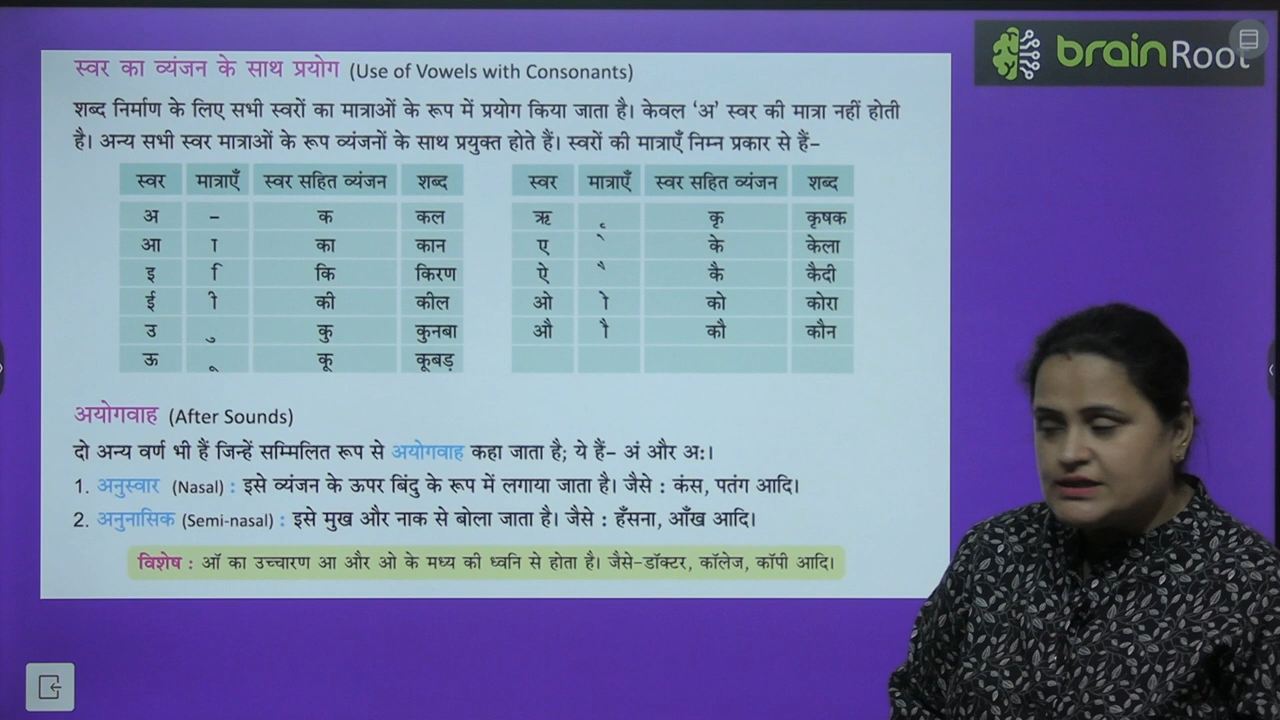 brainRoot
स्वर का व्यंजन के साथ प्रयोग (Use of Vowels with Consonants)
शब्द निर्माण के लिए सभी स्वरों का मात्राओं के रूप में प्रयोग किया जाता है। केवल ‘अ’ स्वर की मात्रा नहीं होती
है। अन्य सभी स्वर मात्राओं के रूप व्यंजनों के साथ प्रयुक्त होते हैं। स्वरों की मात्राएँ निम्न प्रकार से हैं–
स्वर मात्राएँ स्वर सहित व्यंजन शब्द
अ – क कल
आ ा का कान
इ ि कि किरण
ई ी की कील
उ ु कु कुनबा
ऊ ू कू कूबड़
स्वर मात्राएँ स्वर सहित व्यंजन शब्द
ऋ ृ कृ कृषक
ए े के केला
ऐ ै कै कैदी
ओ ो को कोरा
औ ौ कौ कौन
अयोगवाह (After Sounds)
दो अन्य वर्ण भी हैं जिन्हें सम्मिलित रूप से अयोगवाह कहा जाता है; ये हैं– अं और अः।
1. अनुस्वार (Nasal) : इसे व्यंजन के ऊपर बिंदु के रूप में लगाया जाता है। जैसे : कंस, पतंग आदि।
2. अनुनासिक (Semi-nasal) : इसे मुख और नाक से बोला जाता है। जैसे : हँसना, आँख आदि।
विशेष : ऑ का उच्चारण आ और ओ के मध्य की ध्वनि से होता है। जैसे–डॉक्टर, कॉलेज, कॉपी आदि।